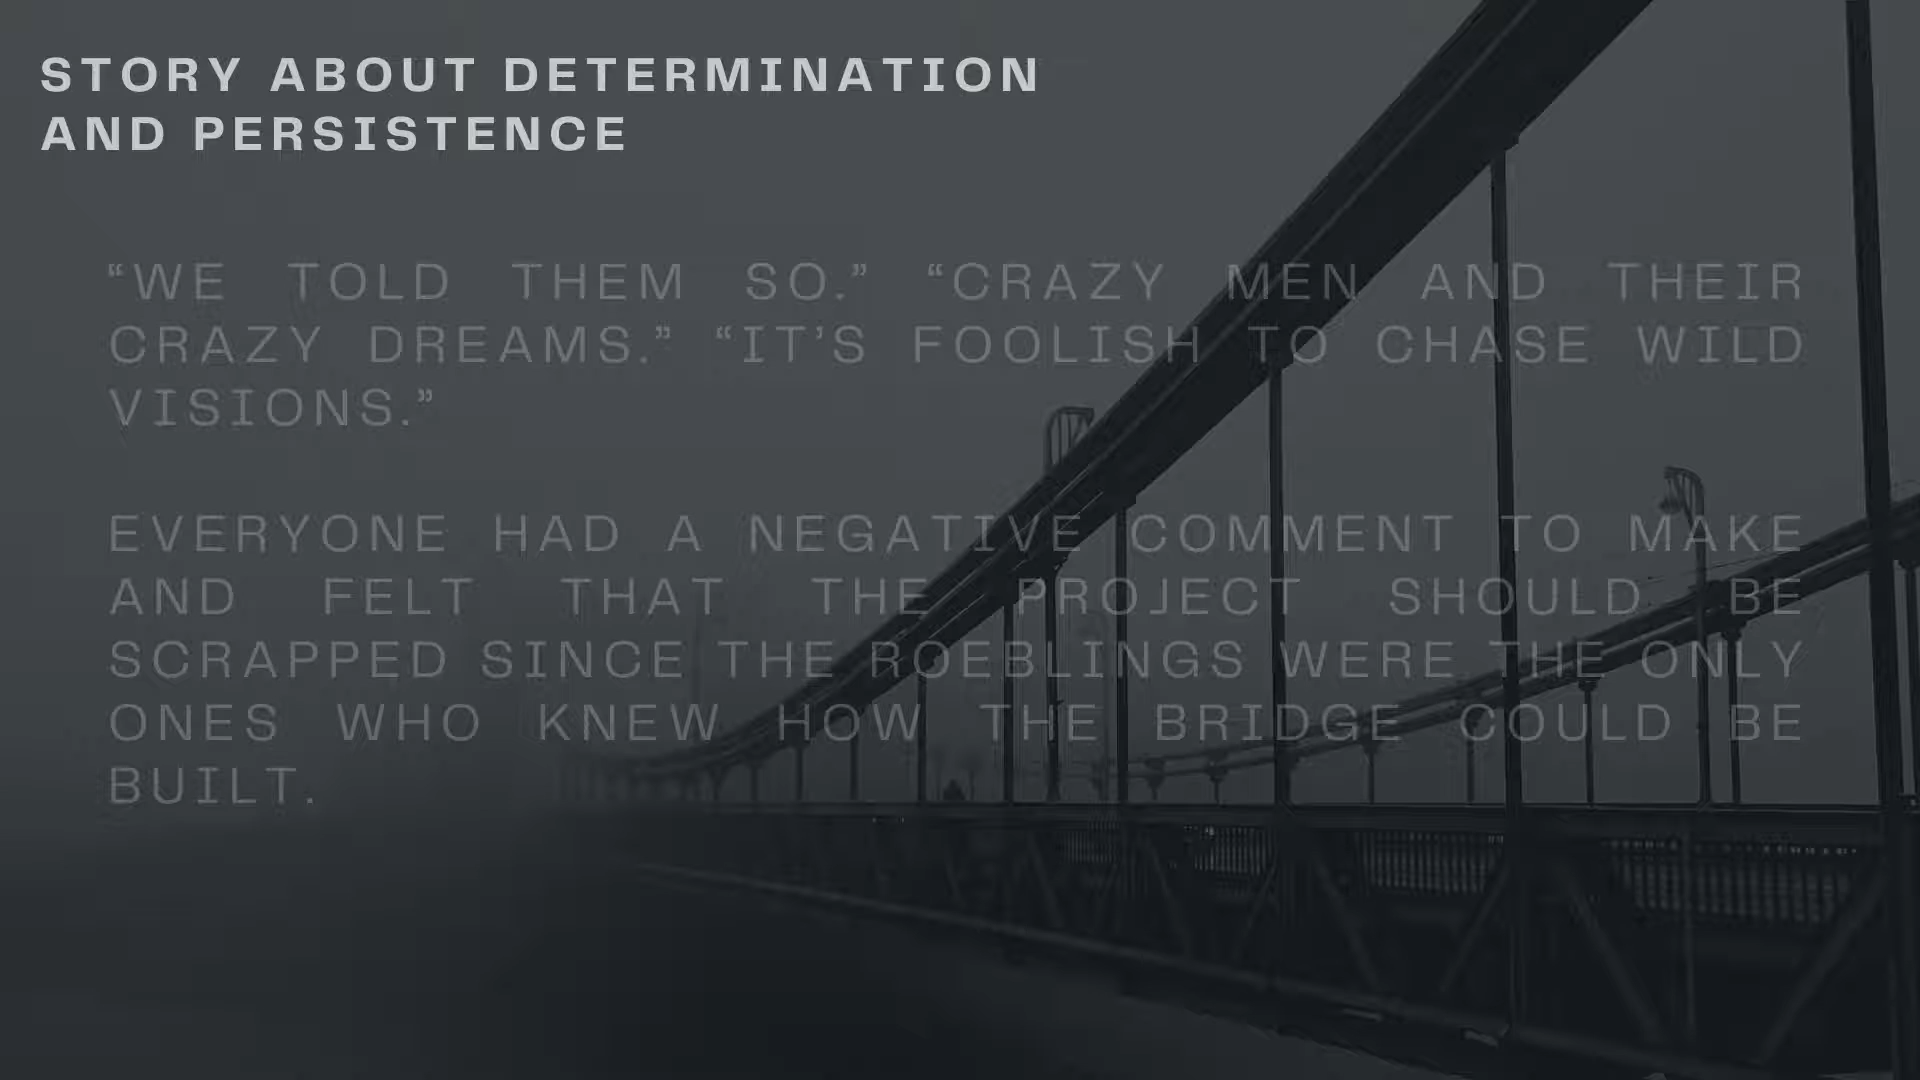 STORY ABOUT DETERMINATION
AND PERSISTENCE
“WE TOLD THEM SO.” “CRAZY MEN AND THEIR
CRAZY DREAMS.” “IT’S FOOLISH TO CHASE WILD
VISIONS.”
EVERYONE HAD A NEGATIVE COMMENT TO MAKE
AND FELT THAT THE PROJECT SHOULD BE
SCRAPPED SINCE THE ROEBLINGS WERE THE ONLY
ONES WHO KNEW HOW THE BRIDGE COULD BE
BUILT.